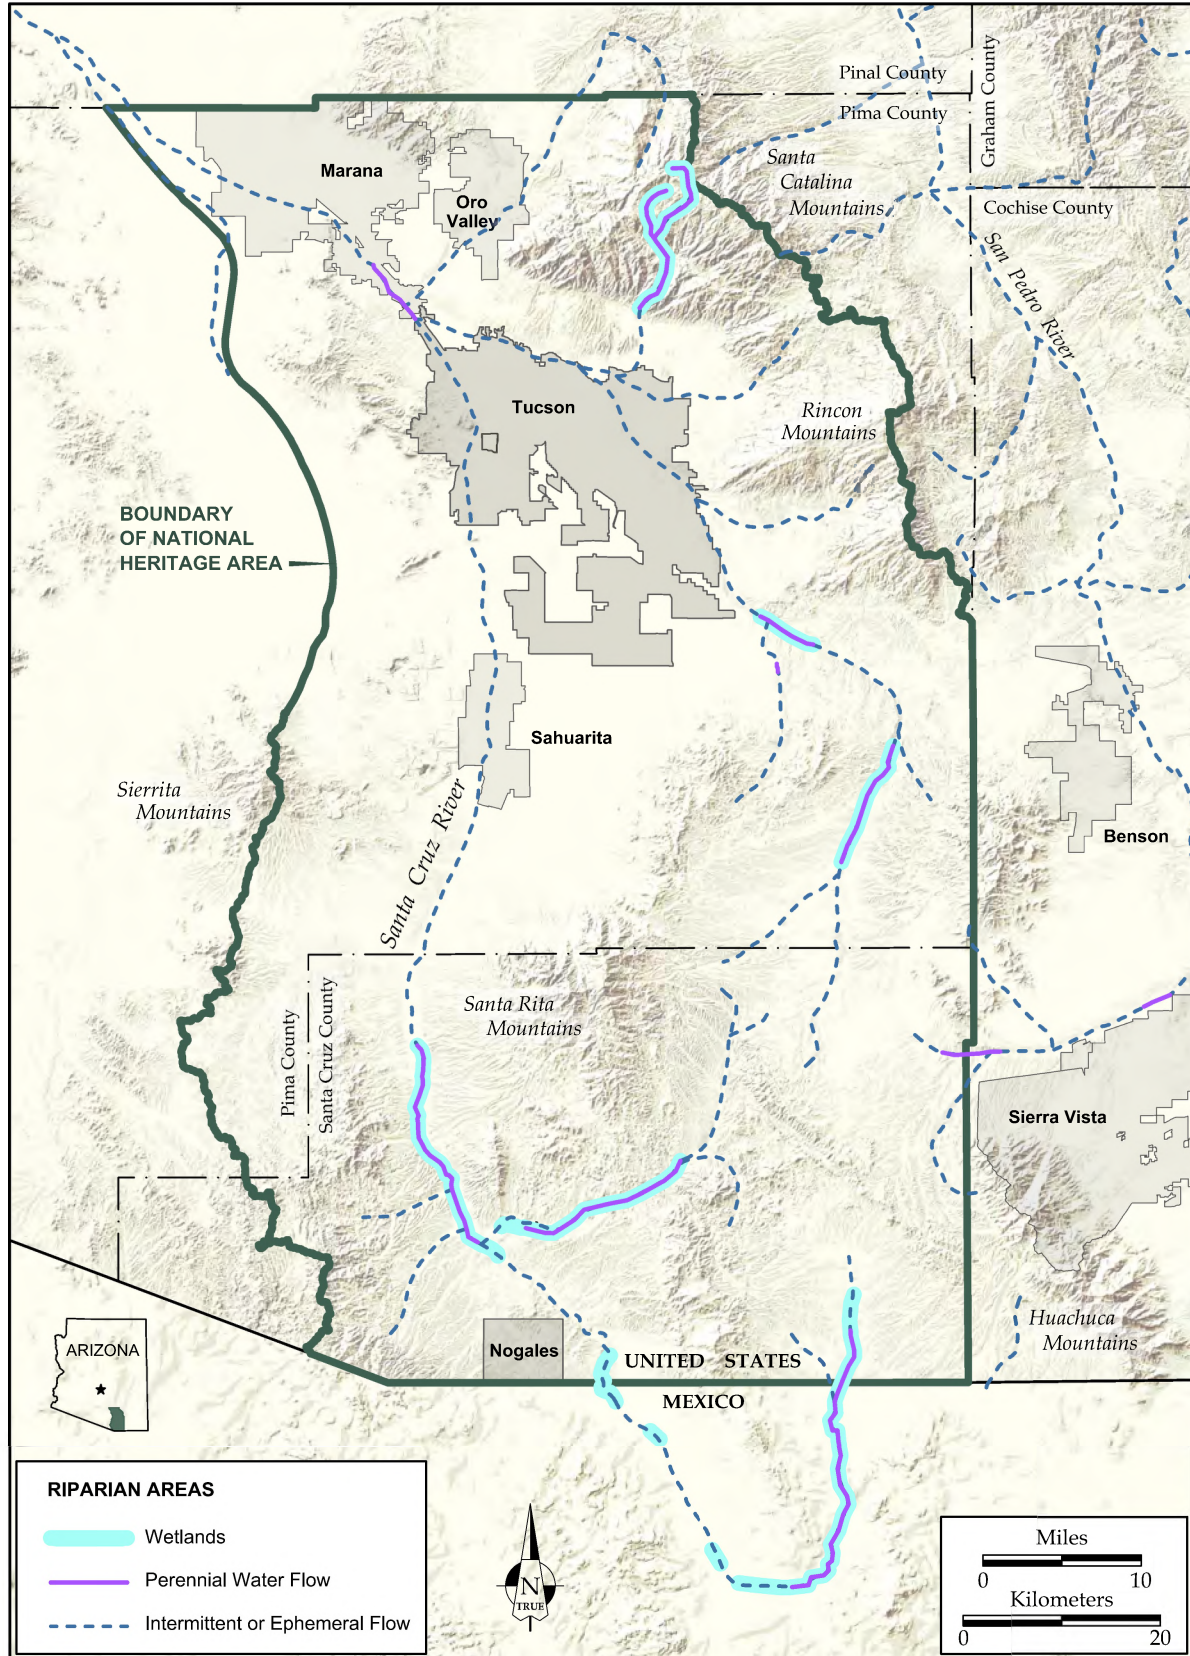 Pinal County
Pima County
Graham County
Santa
Catalina
Mountains
Cochise County
Marana
Oro
Valley
San Pedro River
Tucson
Rincon
Mountains
BOUNDARY
OF NATIONAL
HERITAGE AREA
Sahuarita
Sierrita
Mountains
Santa Cruz River
Benson
Santa Rita
Mountains
Pima County
Santa Cruz County
Sierra Vista
Huachuca
Mountains
ARIZONA
Nogales
UNITED STATES
MEXICO
RIPARIAN AREAS
Wetlands
Perennial Water Flow
Intermittent or Ephemeral Flow
N
TRUE
Miles
0 10
Kilometers
0 20